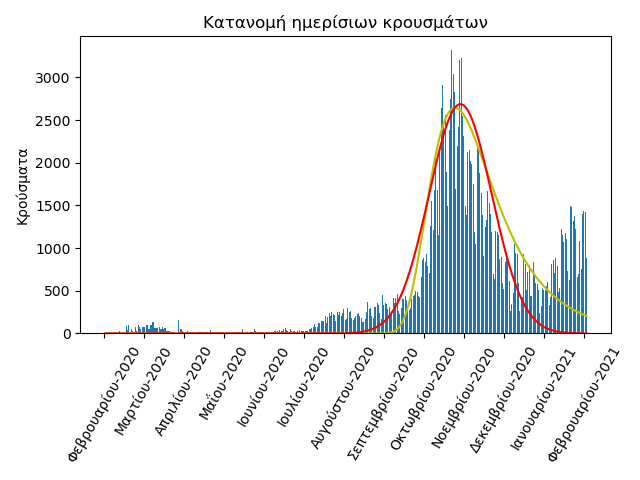 Κατανομή ημερίσιων κρουσμάτων
Κρούσματα
3000
2500
2000
1500
1000
500
0
Φεβρουαρίου-2020
Μαρτίου-2020
Απριλίου-2020
Μαΐου-2020
Ιουνίου-2020
Ιουλίου-2020
Αυγούστου-2020
Σεπτεμβρίου-2020
Οκτωβρίου-2020
Νοεμβρίου-2020
Δεκεμβρίου-2020
Ιανουαρίου-2021
Φεβρουαρίου-2021